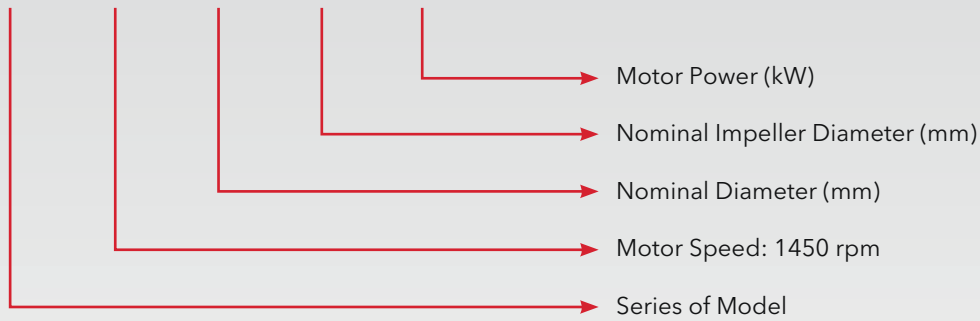 Motor Power (kW)
Nominal Impeller Diameter (mm)
Nominal Diameter (mm)
Motor Speed: 1450 rpm
Series of Model